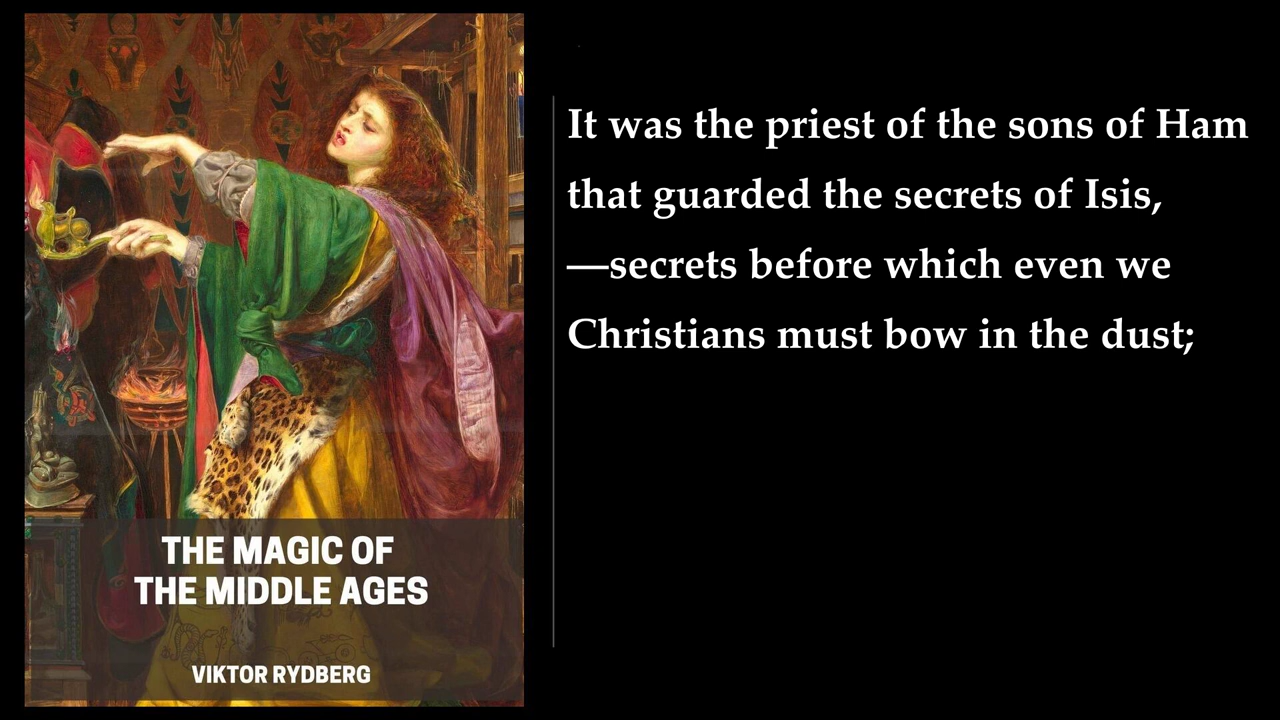 It was the priest of the sons of Ham
that guarded the secrets of Isis,
—secrets before which even we
Christians must bow in the dust;
THE MAGIC OF
THE MIDDLE AGES
VIKTOR RYDBERG